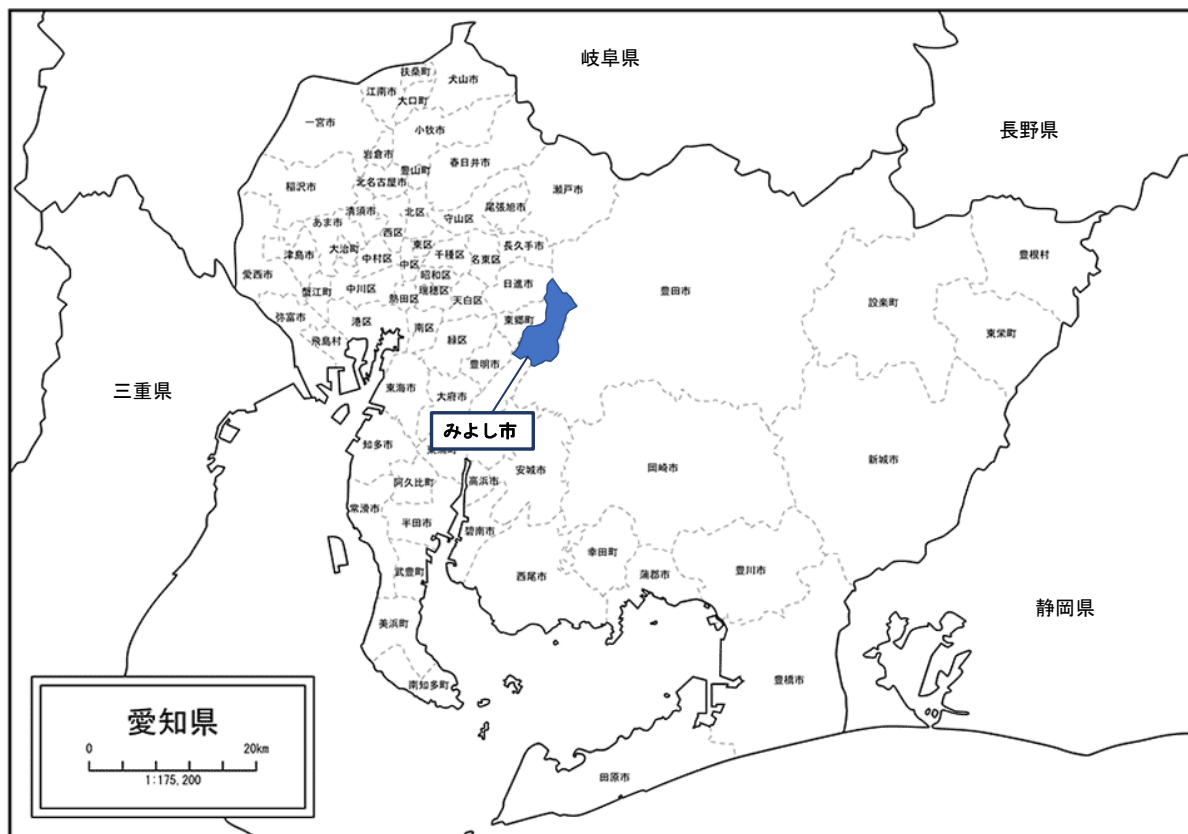 岐阜県
長野県
三重県
静岡県
扶桑町
犬山市
江南市
大口町
一宮市
小牧市
岩倉市
豊山町
春日井市
稲沢市
北名古屋市
瀬戸市
尾張旭市
清須市
北区
守山区
あま市
西区
東区
長久手市
津島市
大治町
中村区
中区
千種区
名東区
愛西市
昭和区
日進市
蟹江町
中川区
熱田区
瑞穂区
天白区
弥富市
港区
南区
東郷町
飛島村
緑区
豊明市
豊田市
設楽町
豊根村
東栄町
東海市
大府市
みよし市
知多市
安城市
岡崎市
新城市
阿久比町
高浜市
常滑市
半田市
碧南市
幸田町
武豊町
西尾市
蒲郡市
豊川市
美浜町
南知多町
豊橋市
田原市
愛知県
0 20km
1:175,200